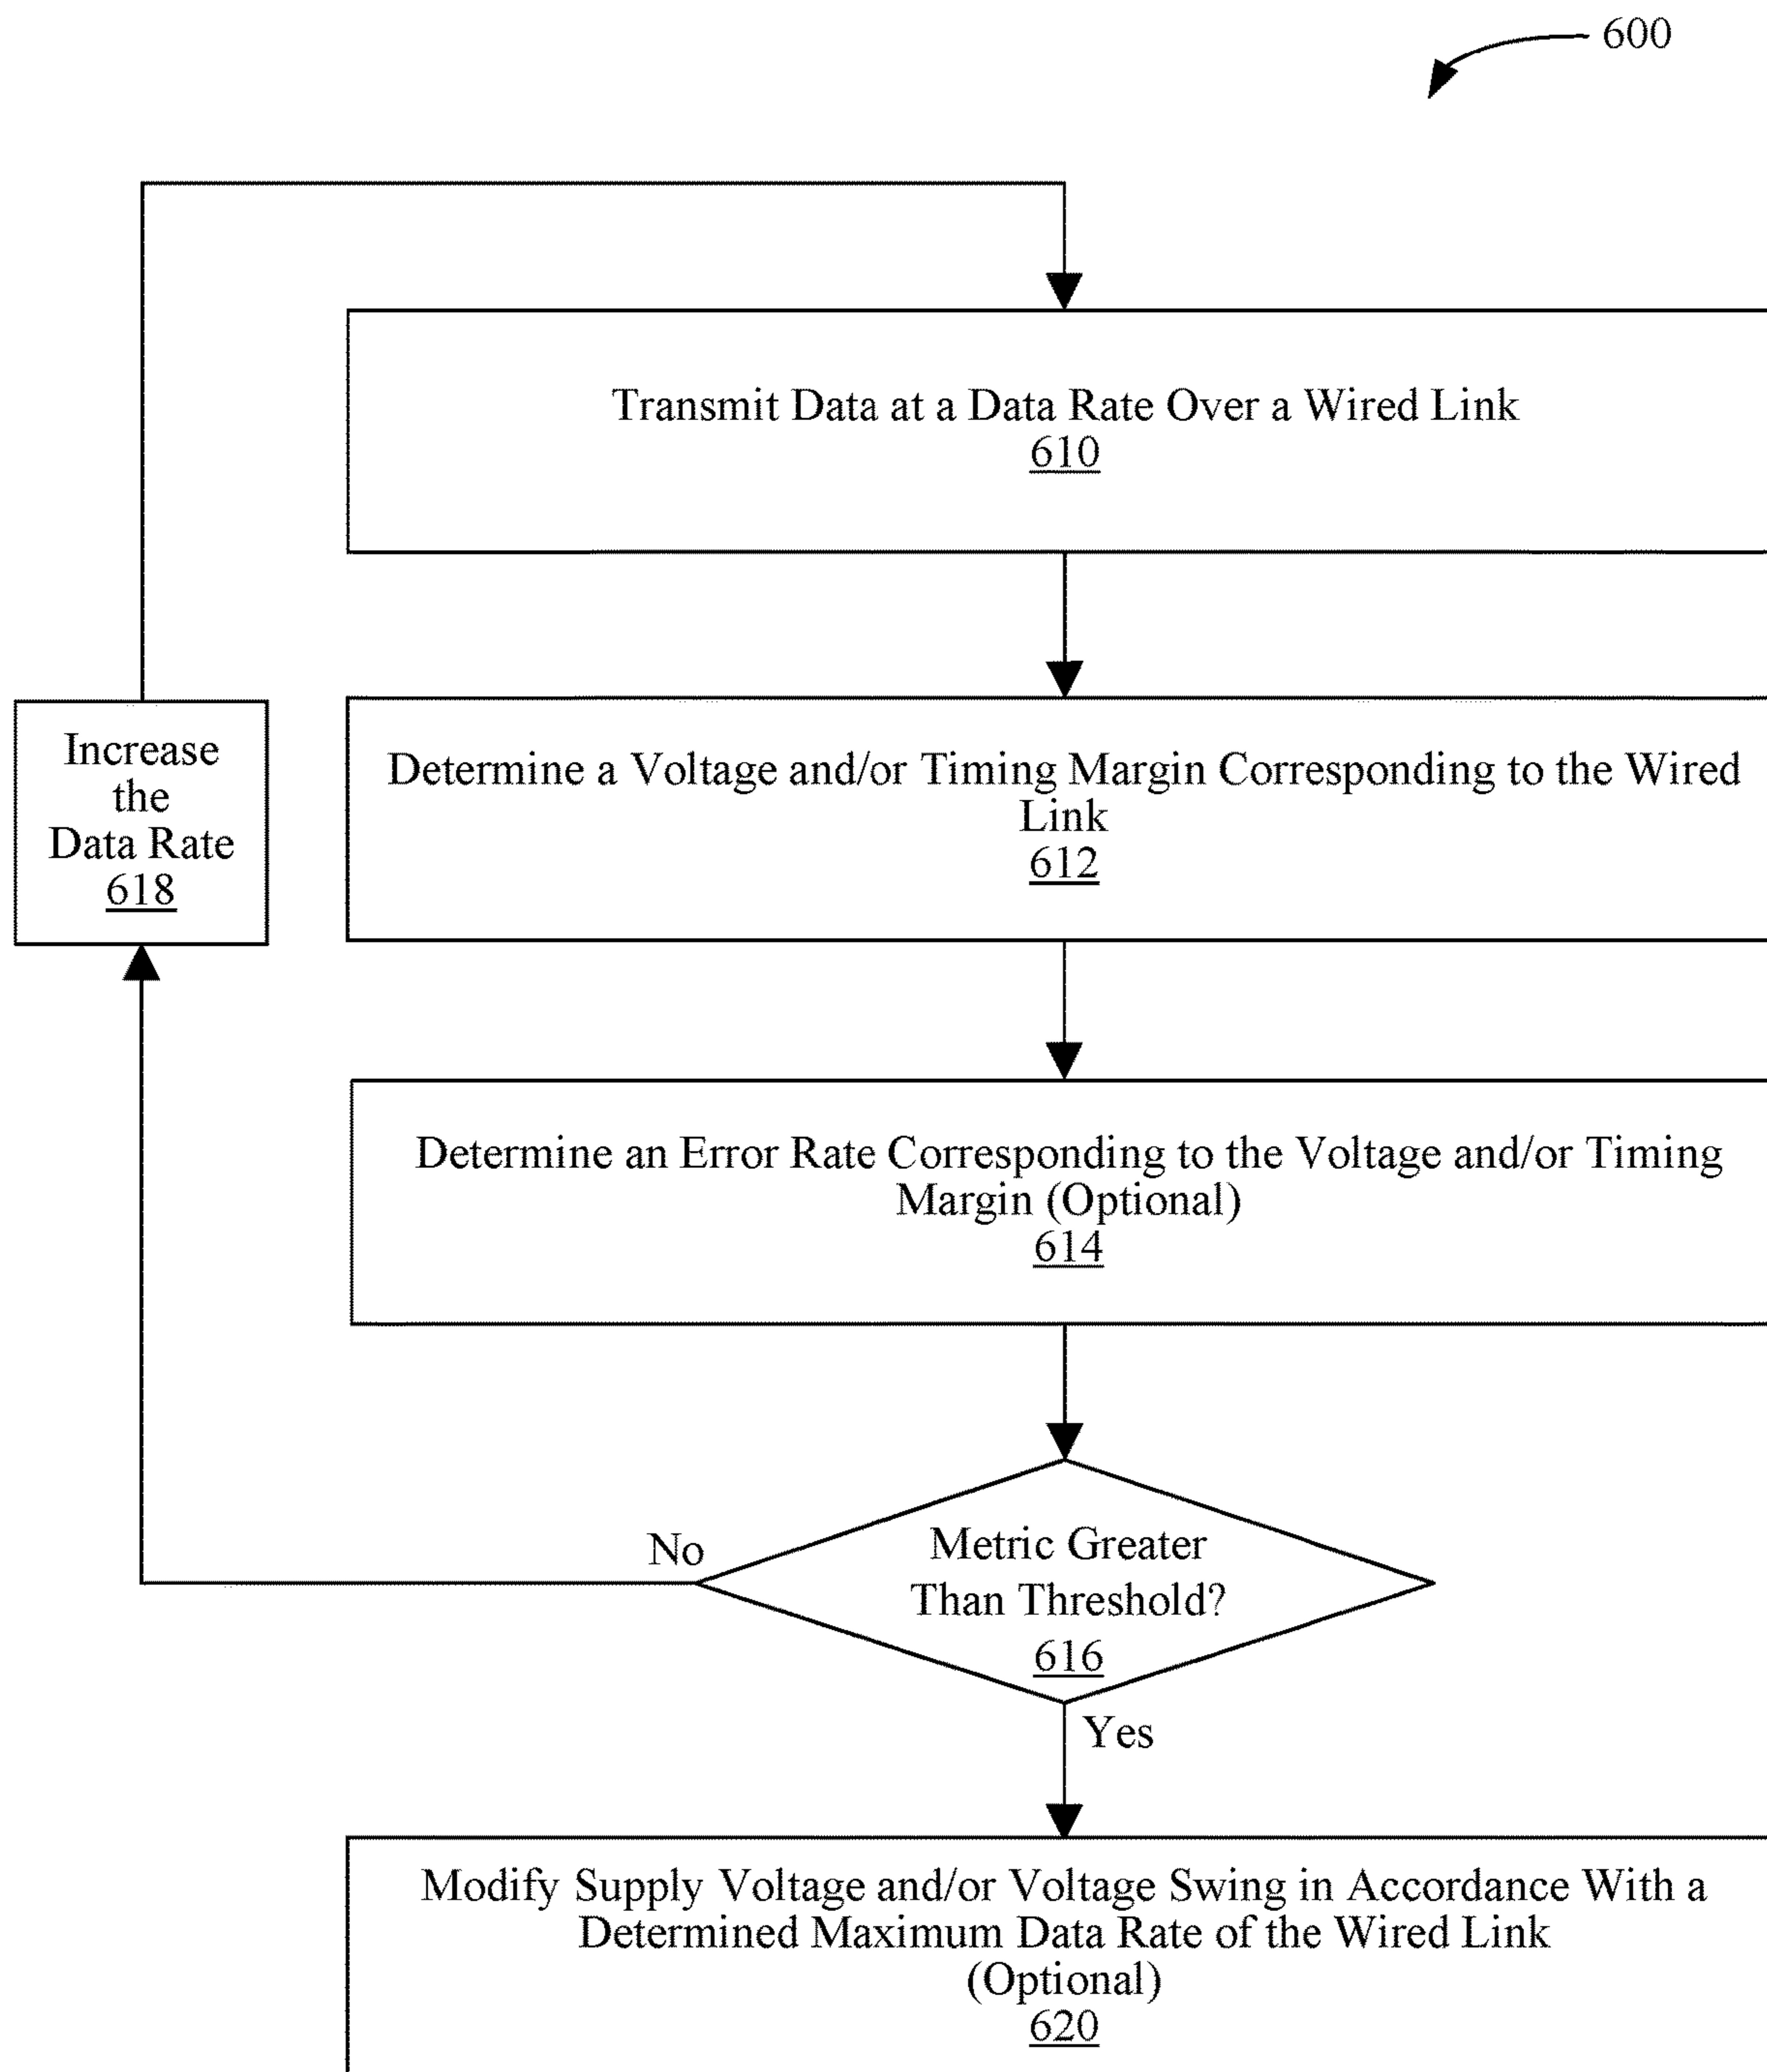 600
Transmit Data at a Data Rate Over a Wired Link
610
Increase
the
Data Rate
618
Determine a Voltage and/or Timing Margin Corresponding to the Wired
Link
612
Determine an Error Rate Corresponding to the Voltage and/or Timing
Margin (Optional)
614
No
Metric Greater
Than Threshold?
616
Yes
Modify Supply Voltage and/or Voltage Swing in Accordance With a
Determined Maximum Data Rate of the Wired Link
(Optional)
620